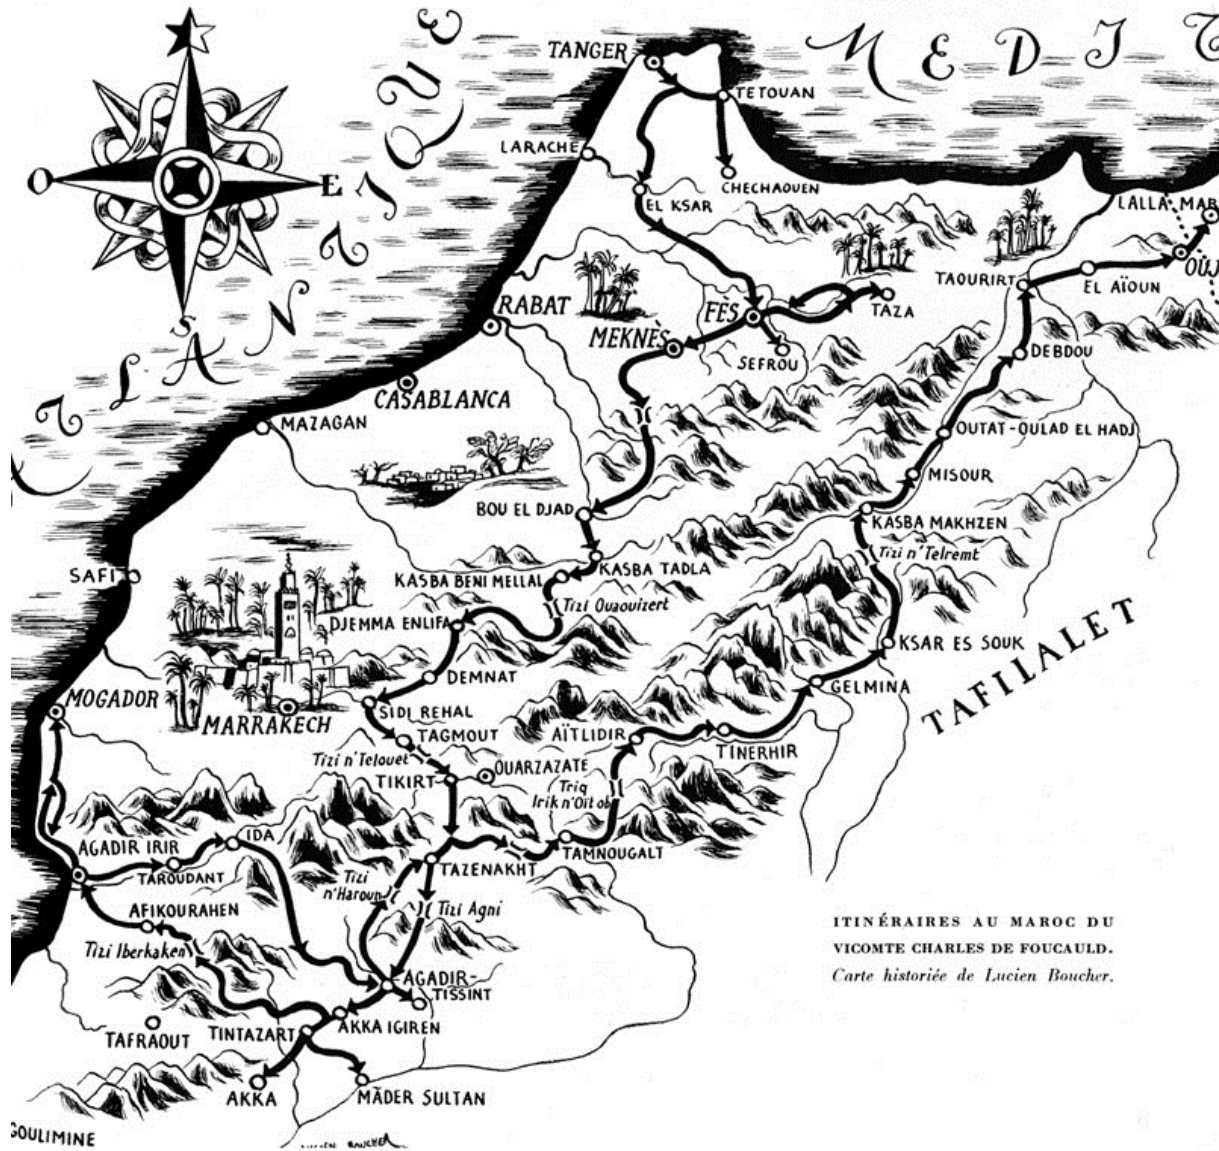 TANGER
MEDIT
TETOUAN
LARACHE
CHECHAOUEN
EL KSAR
LALLA MAR
O
E
S
QUE
LAN
RABAT
FÈS
TAZA
TAOURIRT
EL AÏOUN
OUJ
MEKNÈS
SEFROU
DEBDOU
CASABLANCA
MAZAGAN
OUTAT-OULAD EL HADJ
MISOUR
BOU EL DJAD
KASBA MAKHZEN
Tizi n'Telremt
SAFI
KASBA BENI MELLAL
KASBA TADLA
Tizi Ouaouizert
DJEMMA ENLIFA
KSAR ES SOUK
TAFILALET
DEMNAT
GELMINA
MOGADOR
MARRAKECH
SIDI REHAL
TAGMOUT
AÏTLIDIR
TINERHIR
Tizi n'Telouet
TIKIRT
OUARZAZATE
Triq
Irik n'Oit ob
AGADIR IRIR
IDA
TAROUDANT
TAZENAKHT
TAMNOUGALT
Tizi
n'Haroun
Tizi Agni
AFIKOURAHEN
Tizi Iberkaken
AGADIR-
TISSINT
TAFRAOUT
TINTAZART
AKKA IGIREN
AKKA
MÄDER SULTAN
GOULIMINE
ITINÉRAIRES AU MAROC DU
VICOMTE CHARLES DE FOUCAULD.
Carte historiée de Lucien Boucher.